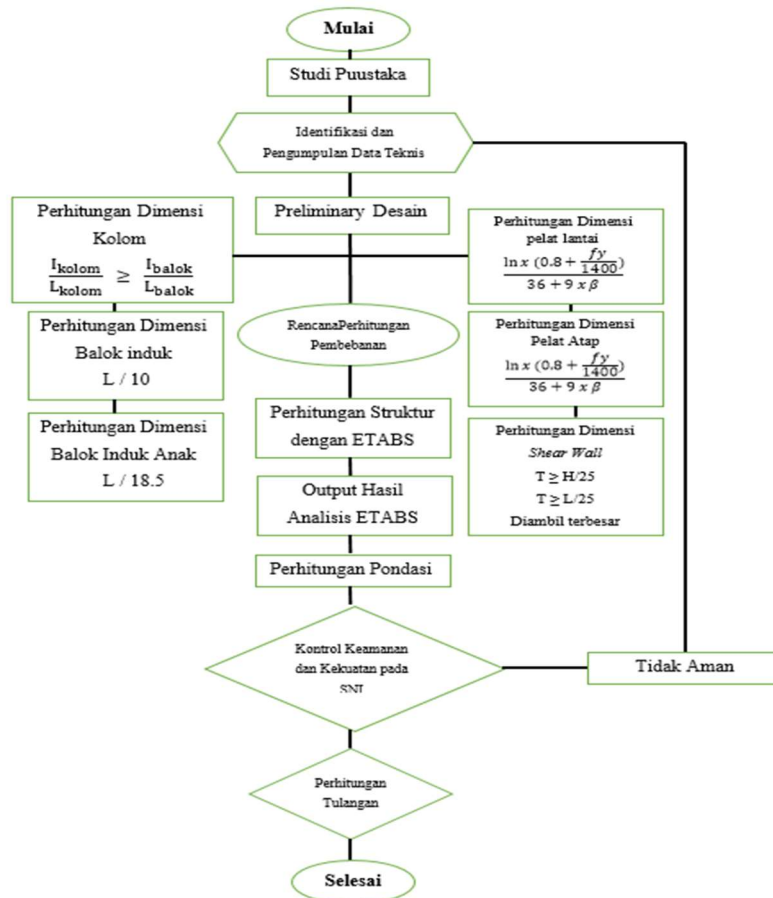 Mulai
Studi Puustaka
Identifikasi dan
Pengumpulan Data Teknis
Preliminary Desain
Perhitungan Dimensi
Kolom
I_kolom / L_kolom ≥ I_balok / L_balok
Perhitungan Dimensi
Balok induk
L / 10
Perhitungan Dimensi
Balok Induk Anak
L / 18.5
RencanaPerhitungan
Pembebanan
Perhitungan Struktur
dengan ETABS
Output Hasil
Analisis ETABS
Perhitungan Pondasi
Perhitungan Dimensi
pelat lantai
ln x (0.8 + fy/1400)
36 + 9 x β
Perhitungan Dimensi
Pelat Atap
ln x (0.8 + fy/1400)
36 + 9 x β
Perhitungan Dimensi
Shear Wall
T ≥ H/25
T ≥ L/25
Diambil terbesar
Kontrol Keamanan
dan Kekuatan pada
SNI
Tidak Aman
Perhitungan
Tulangan
Selesai